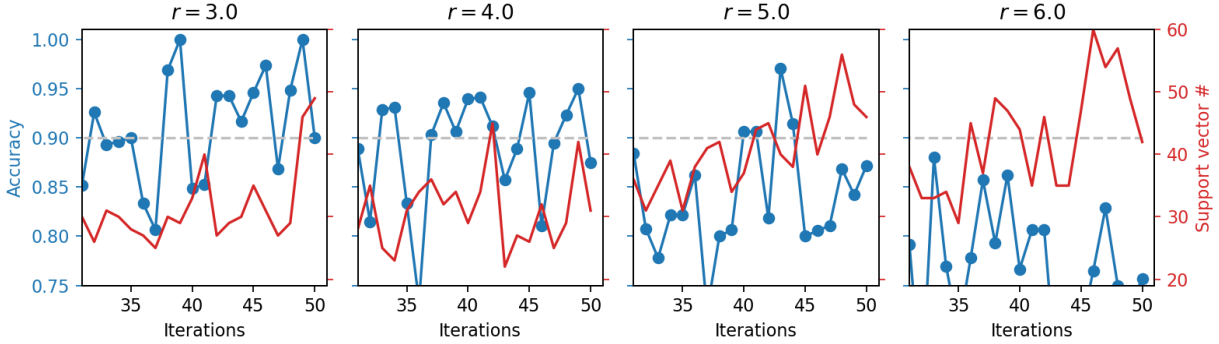 r = 3.0
r = 4.0
r = 5.0
r = 6.0
1.00
0.95
0.90
0.85
0.80
0.75
Accuracy
60
50
40
30
20
Support vector #
35 40 45 50
35 40 45 50
35 40 45 50
35 40 45 50
Iterations
Iterations
Iterations
Iterations